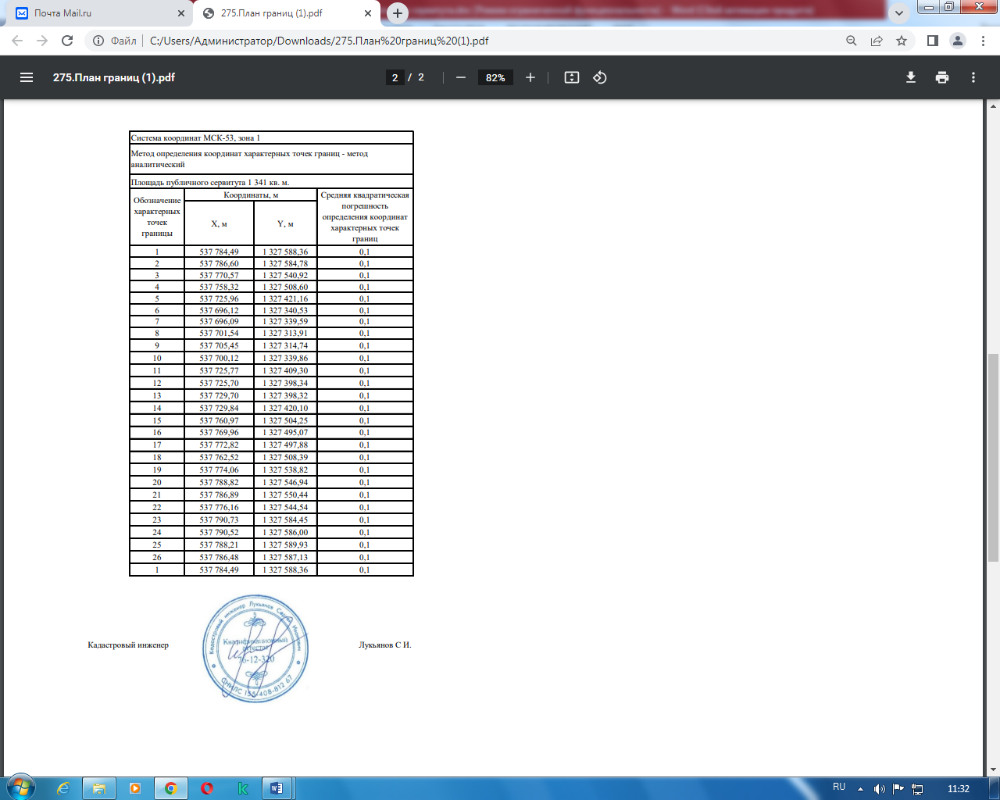 Почта Mail.ru
275.План границ (1).pdf
Файл C:/Users/Администратор/Downloads/275.План%20границ%20(1).pdf
275.План границ (1).pdf
2 / 2
82%
Система координат МСК-53, зона 1
Метод определения координат характерных точек границ - метод
аналитический
Площадь публичного сервитута 1 341 кв. м.
Обозначение характерных точек границы Координаты, м Средняя квадратическая погрешность определения координат характерных точек границ
X, м Y, м
1 537 784,49 1 327 588,36 0,1
2 537 786,60 1 327 584,78 0,1
3 537 770,57 1 327 540,92 0,1
4 537 758,32 1 327 508,60 0,1
5 537 725,96 1 327 421,16 0,1
6 537 696,12 1 327 340,53 0,1
7 537 696,09 1 327 339,59 0,1
8 537 701,54 1 327 313,91 0,1
9 537 705,45 1 327 314,74 0,1
10 537 700,12 1 327 339,86 0,1
11 537 725,77 1 327 409,30 0,1
12 537 725,70 1 327 398,34 0,1
13 537 729,70 1 327 398,32 0,1
14 537 729,84 1 327 420,10 0,1
15 537 760,97 1 327 504,25 0,1
16 537 769,96 1 327 495,07 0,1
17 537 772,82 1 327 497,88 0,1
18 537 762,52 1 327 508,39 0,1
19 537 774,06 1 327 538,82 0,1
20 537 788,82 1 327 546,94 0,1
21 537 786,89 1 327 550,44 0,1
22 537 776,16 1 327 544,54 0,1
23 537 790,73 1 327 584,45 0,1
24 537 790,52 1 327 586,00 0,1
25 537 788,21 1 327 589,93 0,1
26 537 786,48 1 327 587,13 0,1
1 537 784,49 1 327 588,36 0,1
Кадастровый инженер
Кадастровый инженер Лукьянов Сергей Иванович
Квалификационный
аттестат
76-12-320
СНИЛС 155-408-812 67
Лукьянов С И.
RU
11:32